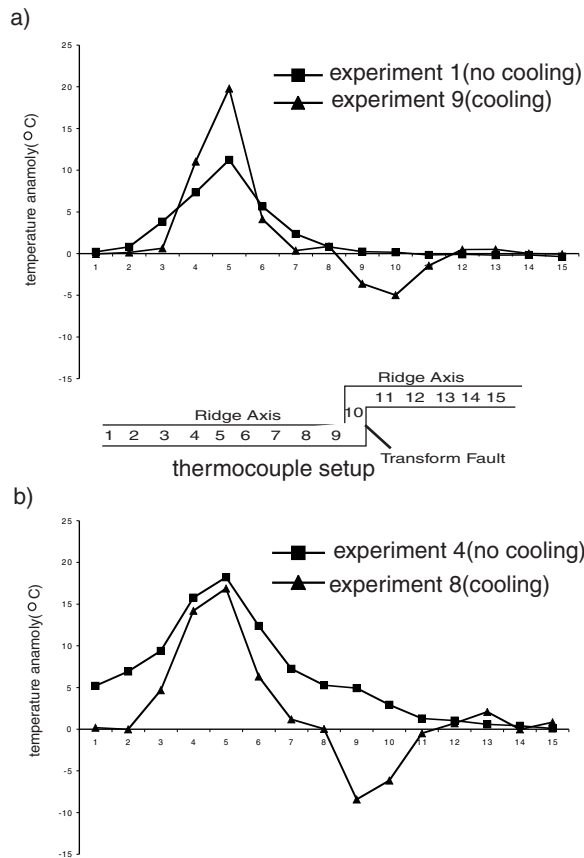 a)
temperature anamoly(°C)
25
20
15
10
5
0
-5
-10
-15
experiment 1(no cooling)
experiment 9(cooling)
1 2 3 4 5 6 7 8 9 10 11 12 13 14 15
Ridge Axis
11 12 13 14 15
Ridge Axis
10
1 2 3 4 5 6 7 8 9
Transform Fault
thermocouple setup
b)
temperature anamoly(°C)
25
20
15
10
5
0
-5
-10
-15
experiment 4(no cooling)
experiment 8(cooling)
1 2 3 4 5 6 7 8 9 10 11 12 13 14 15